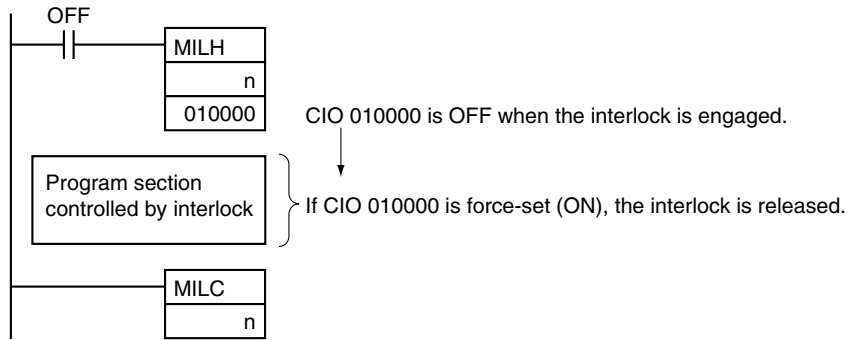 OFF
MILH
n
010000
CIO 010000 is OFF when the interlock is engaged.
Program section
controlled by interlock
If CIO 010000 is force-set (ON), the interlock is released.
MILC
n